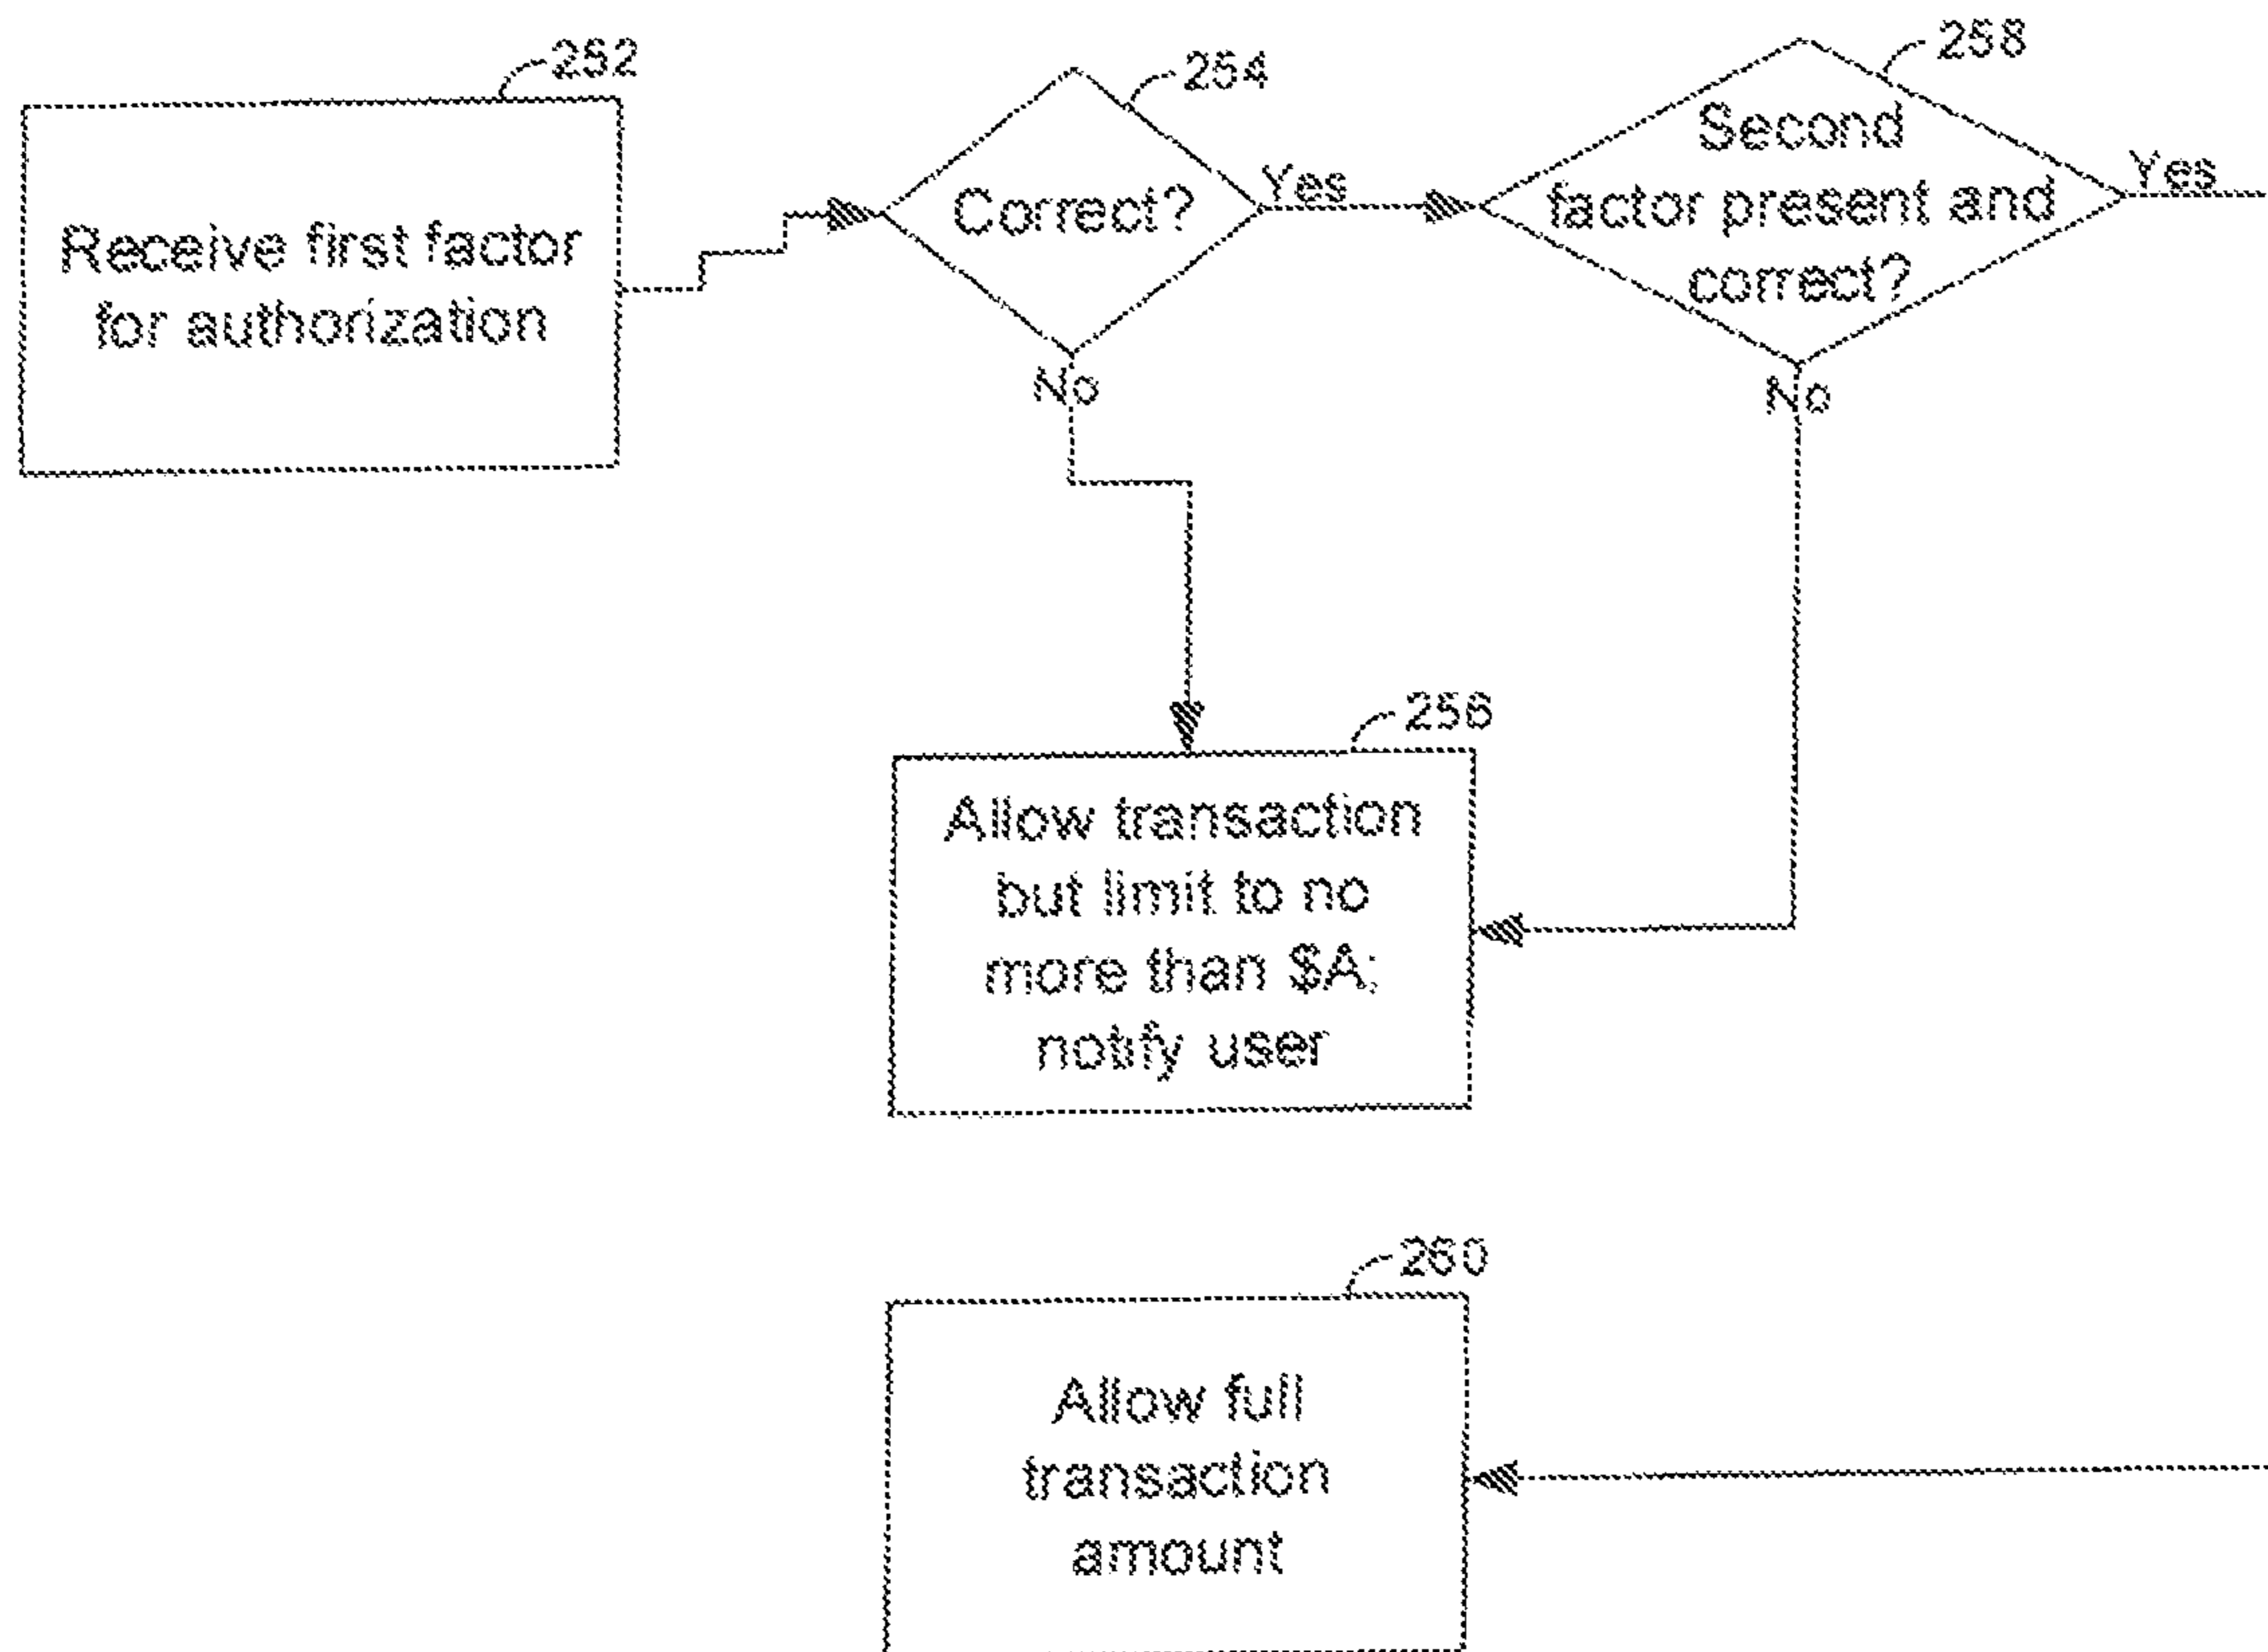 252
Receive first factor
for authorization
254
Correct?
Yes
No
258
Second
factor present and
correct?
Yes
No
256
Allow transaction
but limit to no
more than $A;
notify user
260
Allow full
transaction
amount